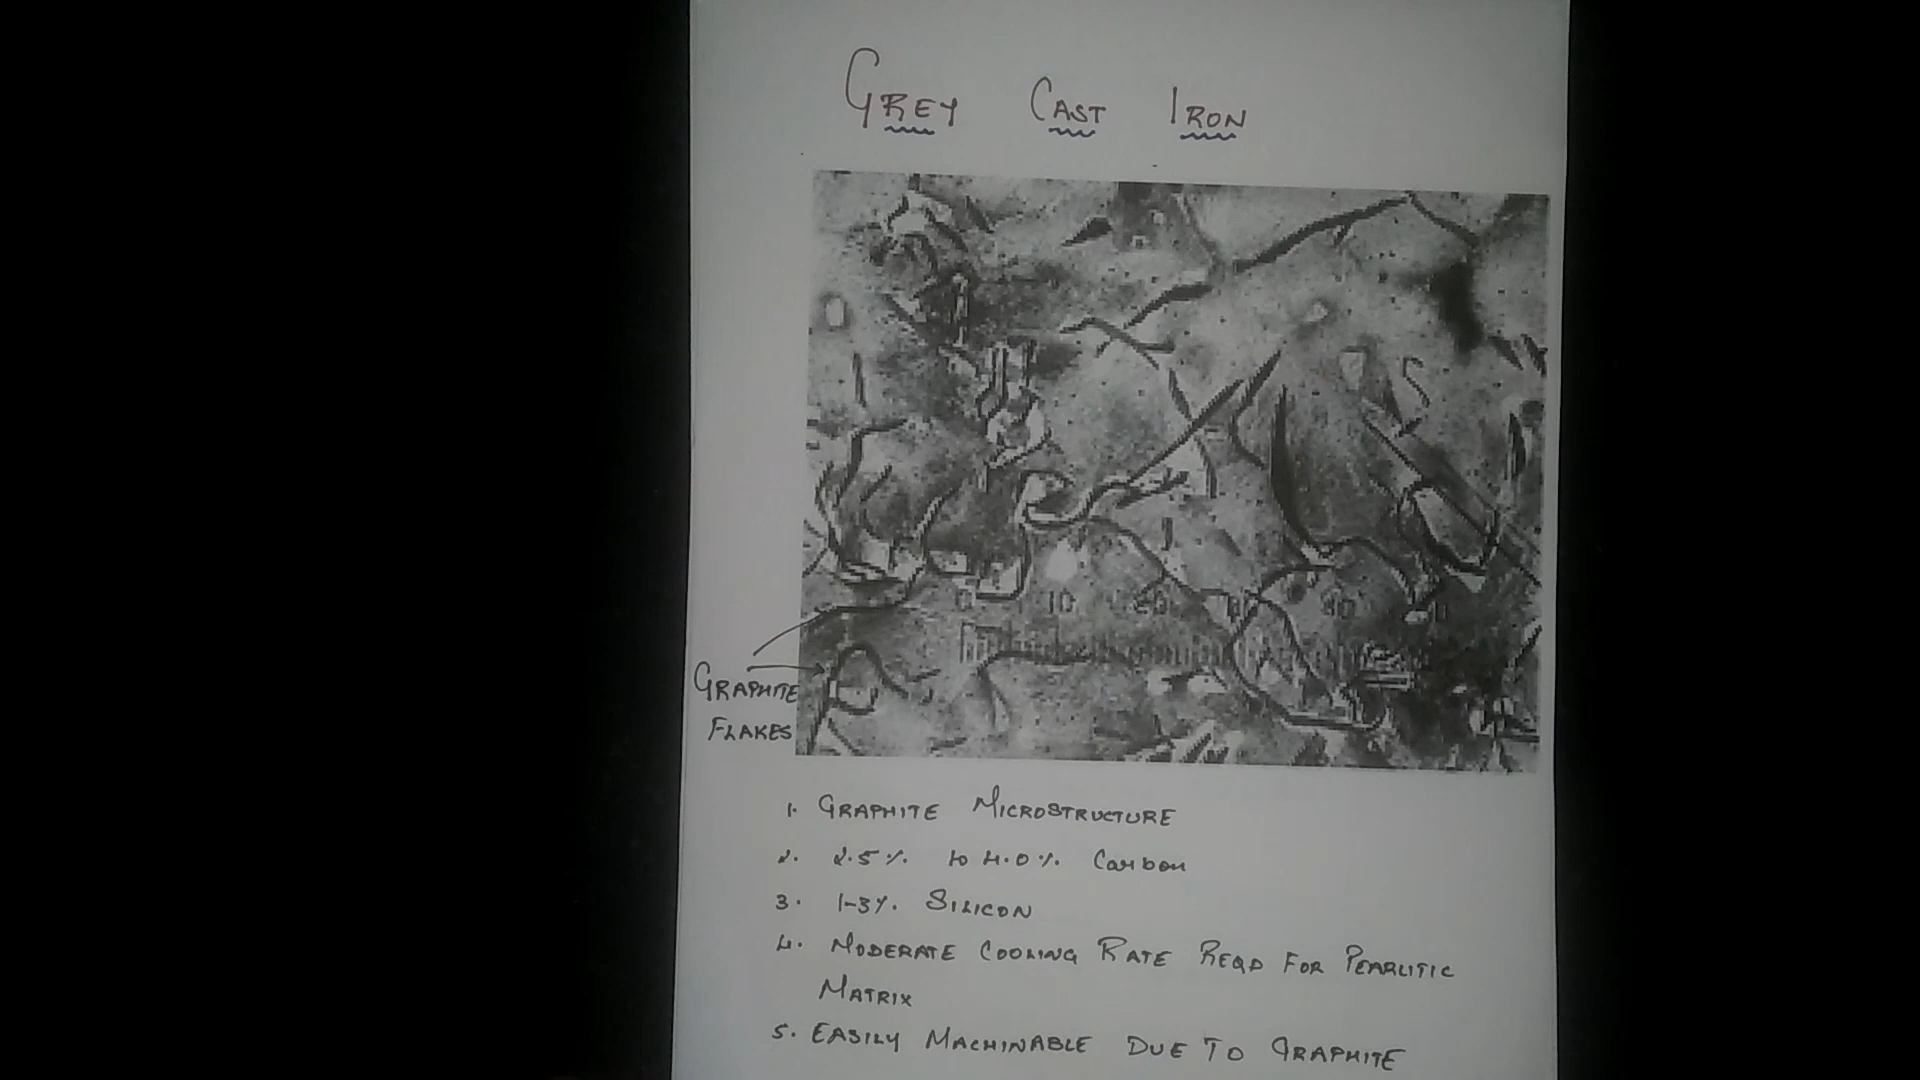 GREY CAST IRON
0 10 20 30
GRAPHITE
FLAKES
1. GRAPHITE MICROSTRUCTURE
2. 2.5%. to 4.0%. Carbon
3. 1-3%. SILICON
4. MODERATE COOLING RATE REQD FOR PEARLITIC
MATRIX
5. EASILY MACHINABLE DUE TO GRAPHITE